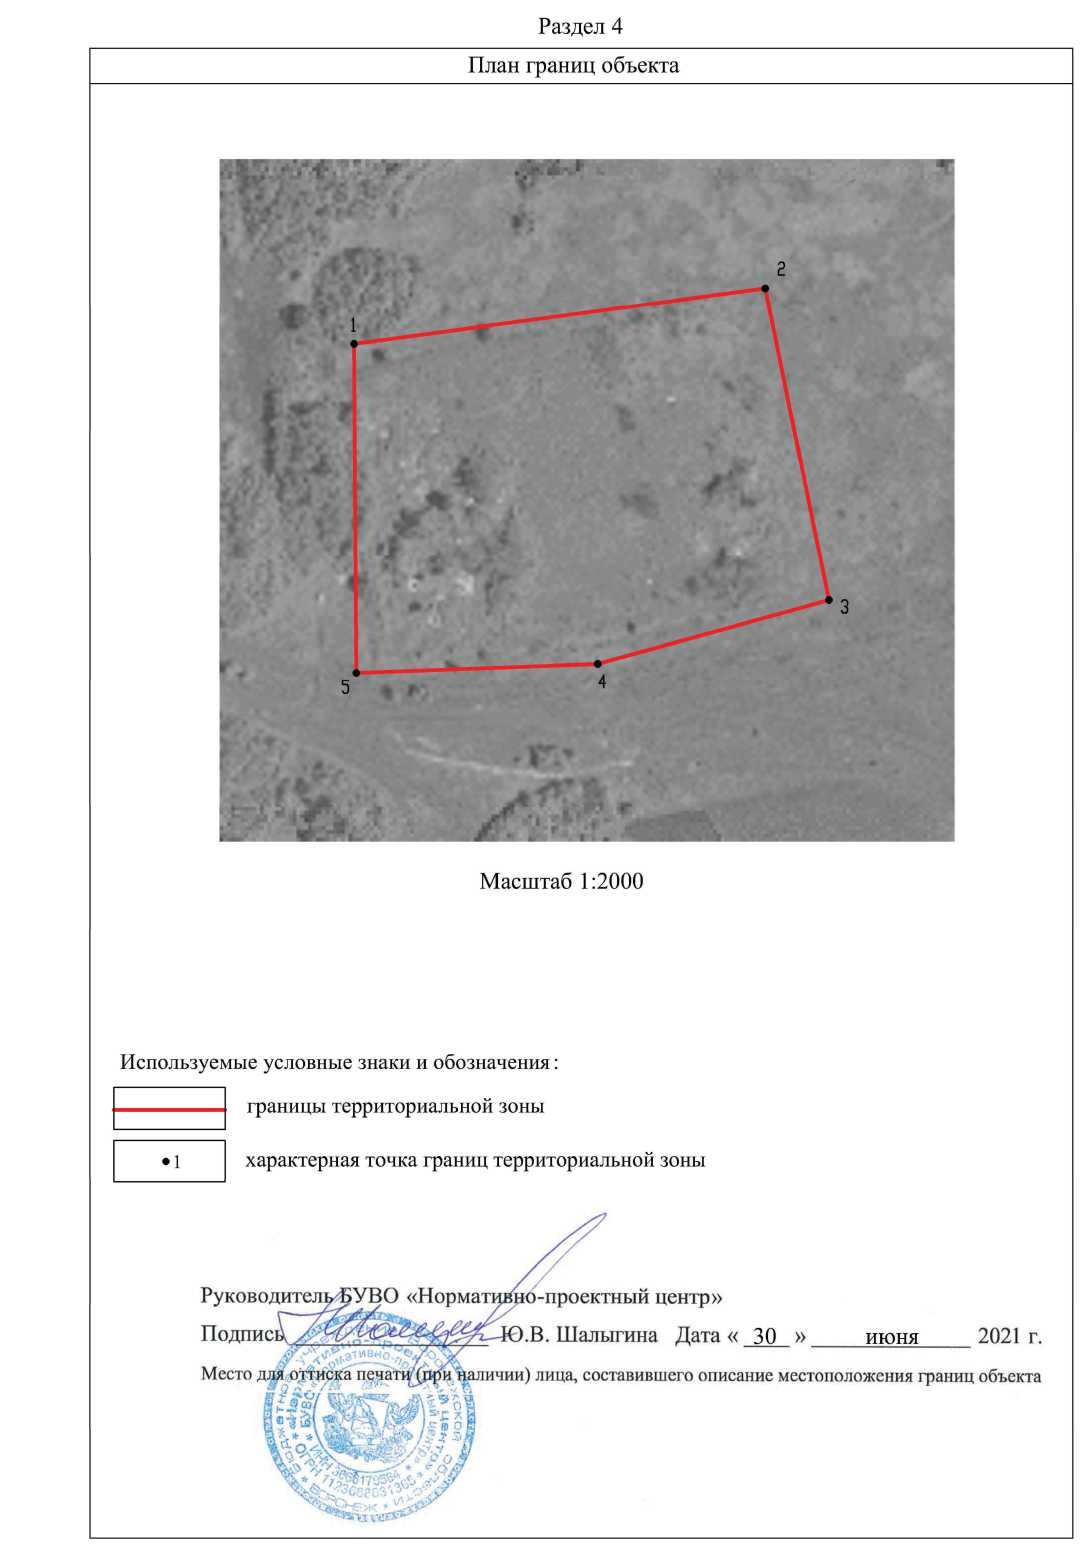 Раздел 4
План границ объекта
1
2
3
4
5
Масштаб 1:2000
Используемые условные знаки и обозначения:
границы территориальной зоны
1
характерная точка границ территориальной зоны
Руководитель БУВО «Нормативно-проектный центр»
Подпись Ю.В. Шалыгина Дата « 30 » июня 2021 г.
Место для оттиска печати (при наличии) лица, составившего описание местоположения границ объекта